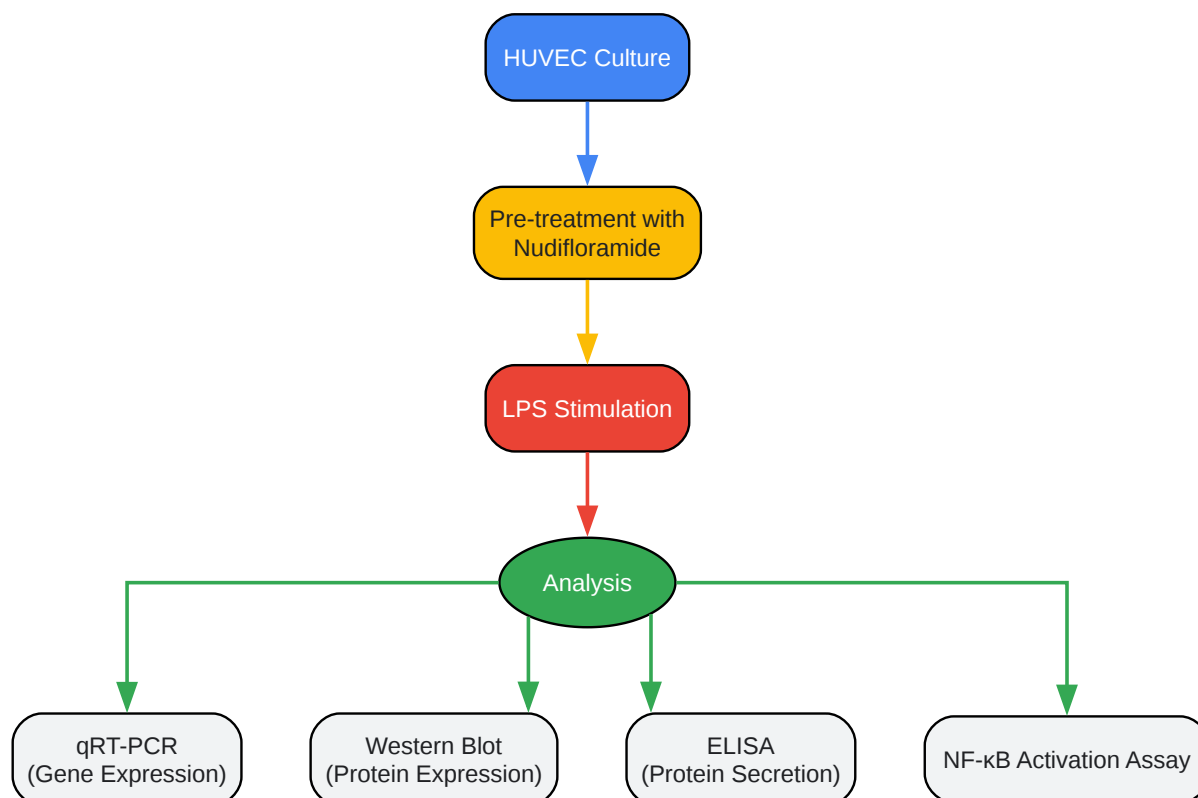 HUVEC Culture
Pre-treatment with
Nudifloramide
LPS Stimulation
Analysis
qRT-PCR
(Gene Expression)
Western Blot
(Protein Expression)
ELISA
(Protein Secretion)
NF-κB Activation Assay